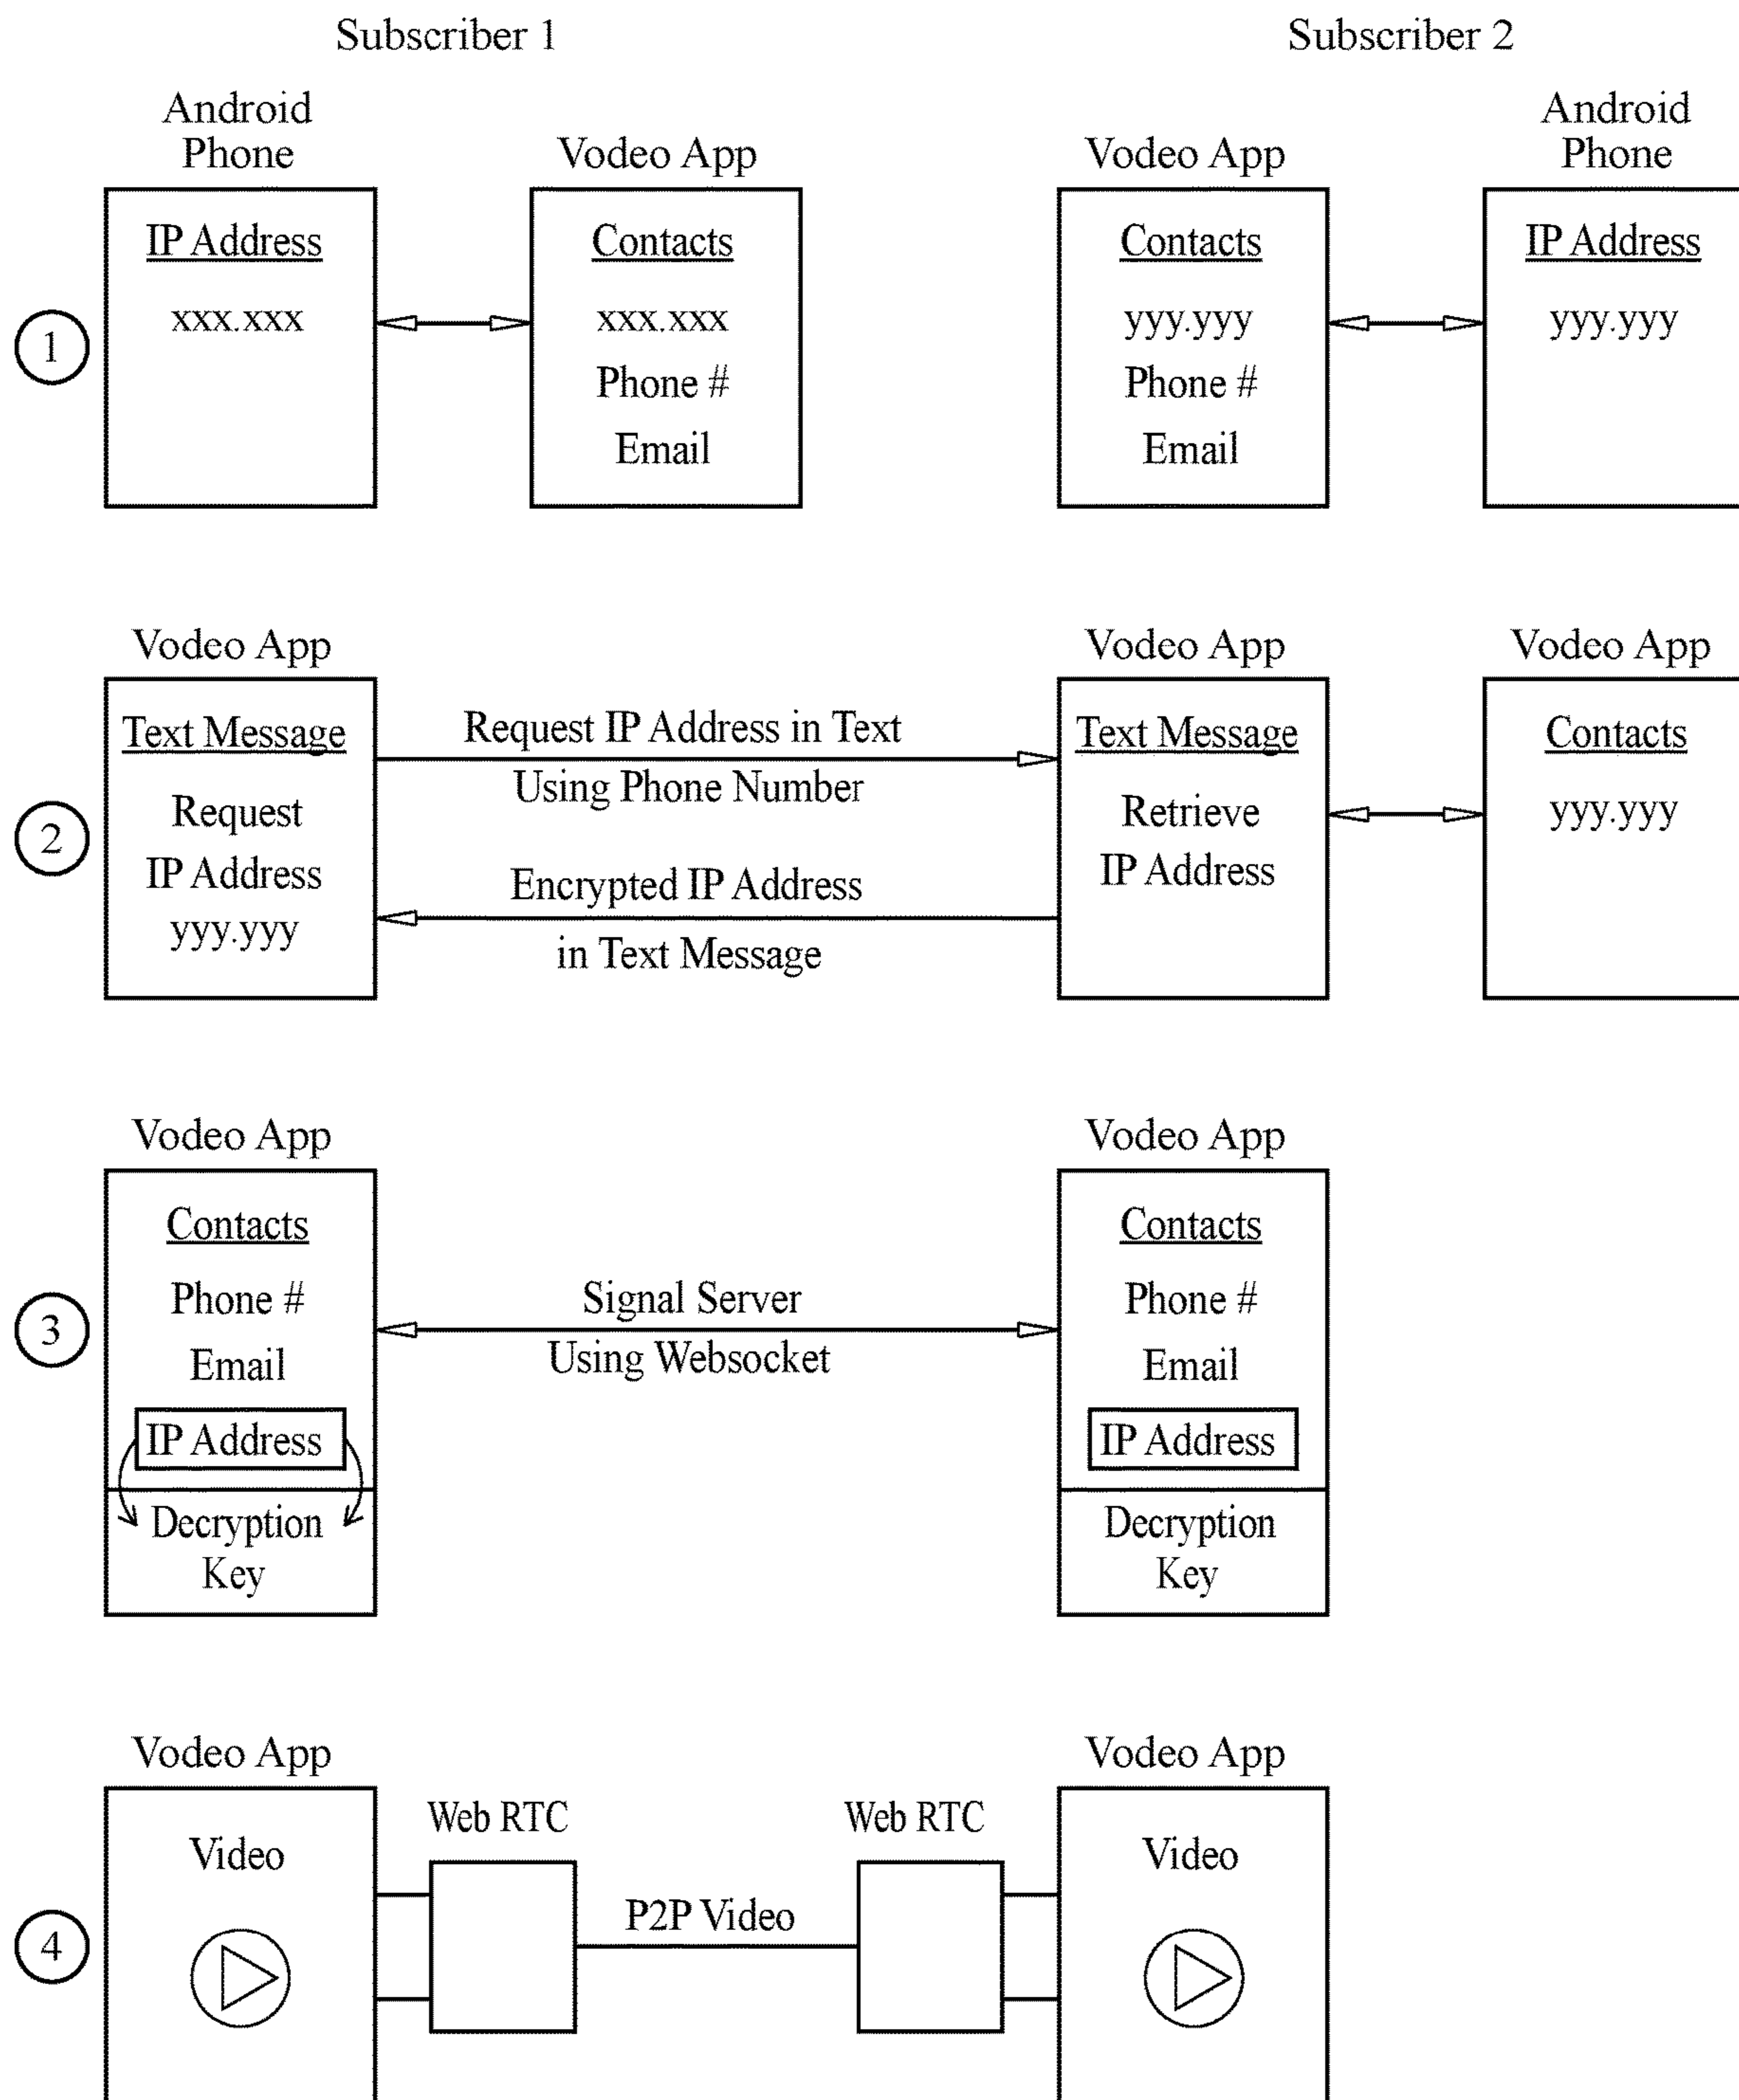 Subscriber 1
Subscriber 2
Android
Phone
Vodeo App
Vodeo App
Android
Phone
1
IP Address
xxx.xxx
Contacts
xxx.xxx
Phone #
Email
Contacts
yyy.yyy
Phone #
Email
IP Address
yyy.yyy
Vodeo App
Vodeo App
Vodeo App
2
Text Message
Request
IP Address
yyy.yyy
Request IP Address in Text
Using Phone Number
Encrypted IP Address
in Text Message
Text Message
Retrieve
IP Address
Contacts
yyy.yyy
Vodeo App
Vodeo App
3
Contacts
Phone #
Email
IP Address
Decryption
Key
Signal Server
Using Websocket
Contacts
Phone #
Email
IP Address
Decryption
Key
Vodeo App
Vodeo App
4
Video
Web RTC
P2P Video
Web RTC
Video